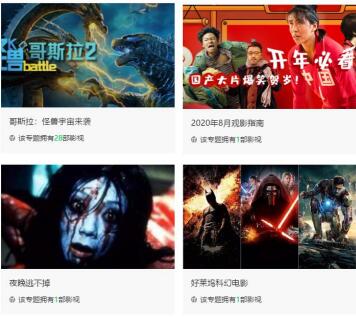 哥斯拉2
battle
开年必看
国产大片爆笑贺岁!
中国
哥斯拉：怪兽宇宙来袭
该专题拥有28部影视
2020年8月观影指南
该专题拥有1部影视
夜晚逃不掉
该专题拥有1部影视
好莱坞科幻电影
该专题拥有1部影视